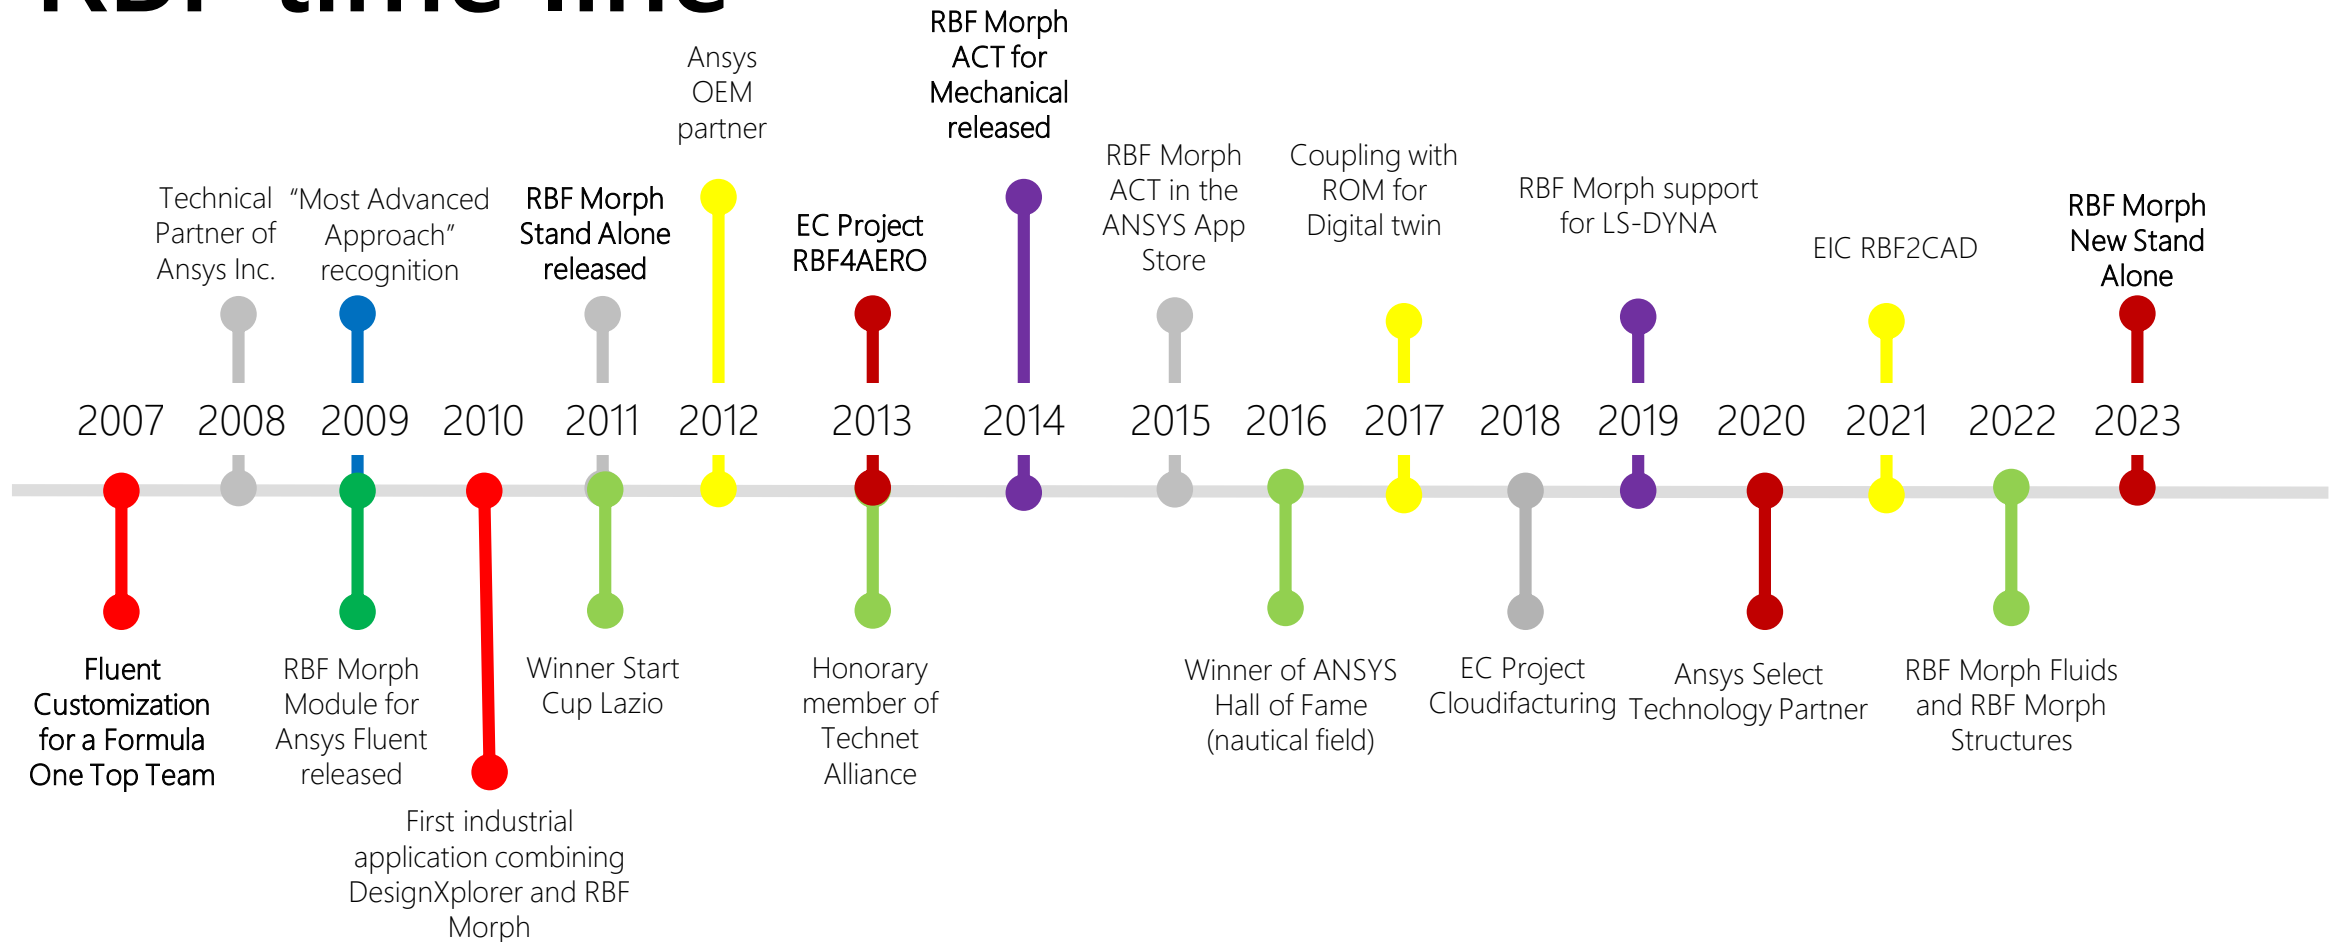 RBF time line
RBF Morph
ACT for
Mechanical
released
Ansys
OEM
partner
Technical
Partner of
Ansys Inc.
“Most Advanced
Approach”
recognition
RBF Morph
Stand Alone
released
EC Project
RBF4AERO
RBF Morph
ACT in the
ANSYS App
Store
Coupling with
ROM for
Digital twin
RBF Morph support
for LS-DYNA
EIC RBF2CAD
RBF Morph
New Stand
Alone
2007 2008 2009 2010 2011 2012 2013 2014 2015 2016 2017 2018 2019 2020 2021 2022 2023
Fluent
Customization
for a Formula
One Top Team
RBF Morph
Module for
Ansys Fluent
released
First industrial
application combining
DesignXplorer and RBF
Morph
Winner Start
Cup Lazio
Honorary
member of
Technet
Alliance
Winner of ANSYS
Hall of Fame
(nautical field)
EC Project
Cloudifacturing
Ansys Select
Technology Partner
RBF Morph Fluids
and RBF Morph
Structures